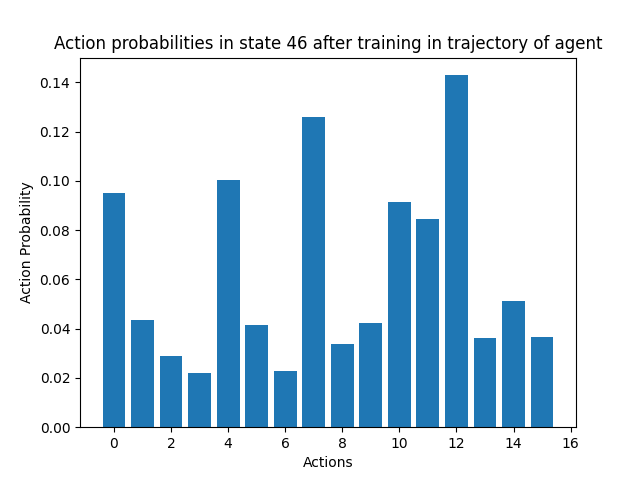 Action probabilities in state 46 after training in trajectory of agent
0.14
0.12
0.10
0.08
0.06
0.04
0.02
0.00
Action Probability
0 2 4 6 8 10 12 14 16
Actions